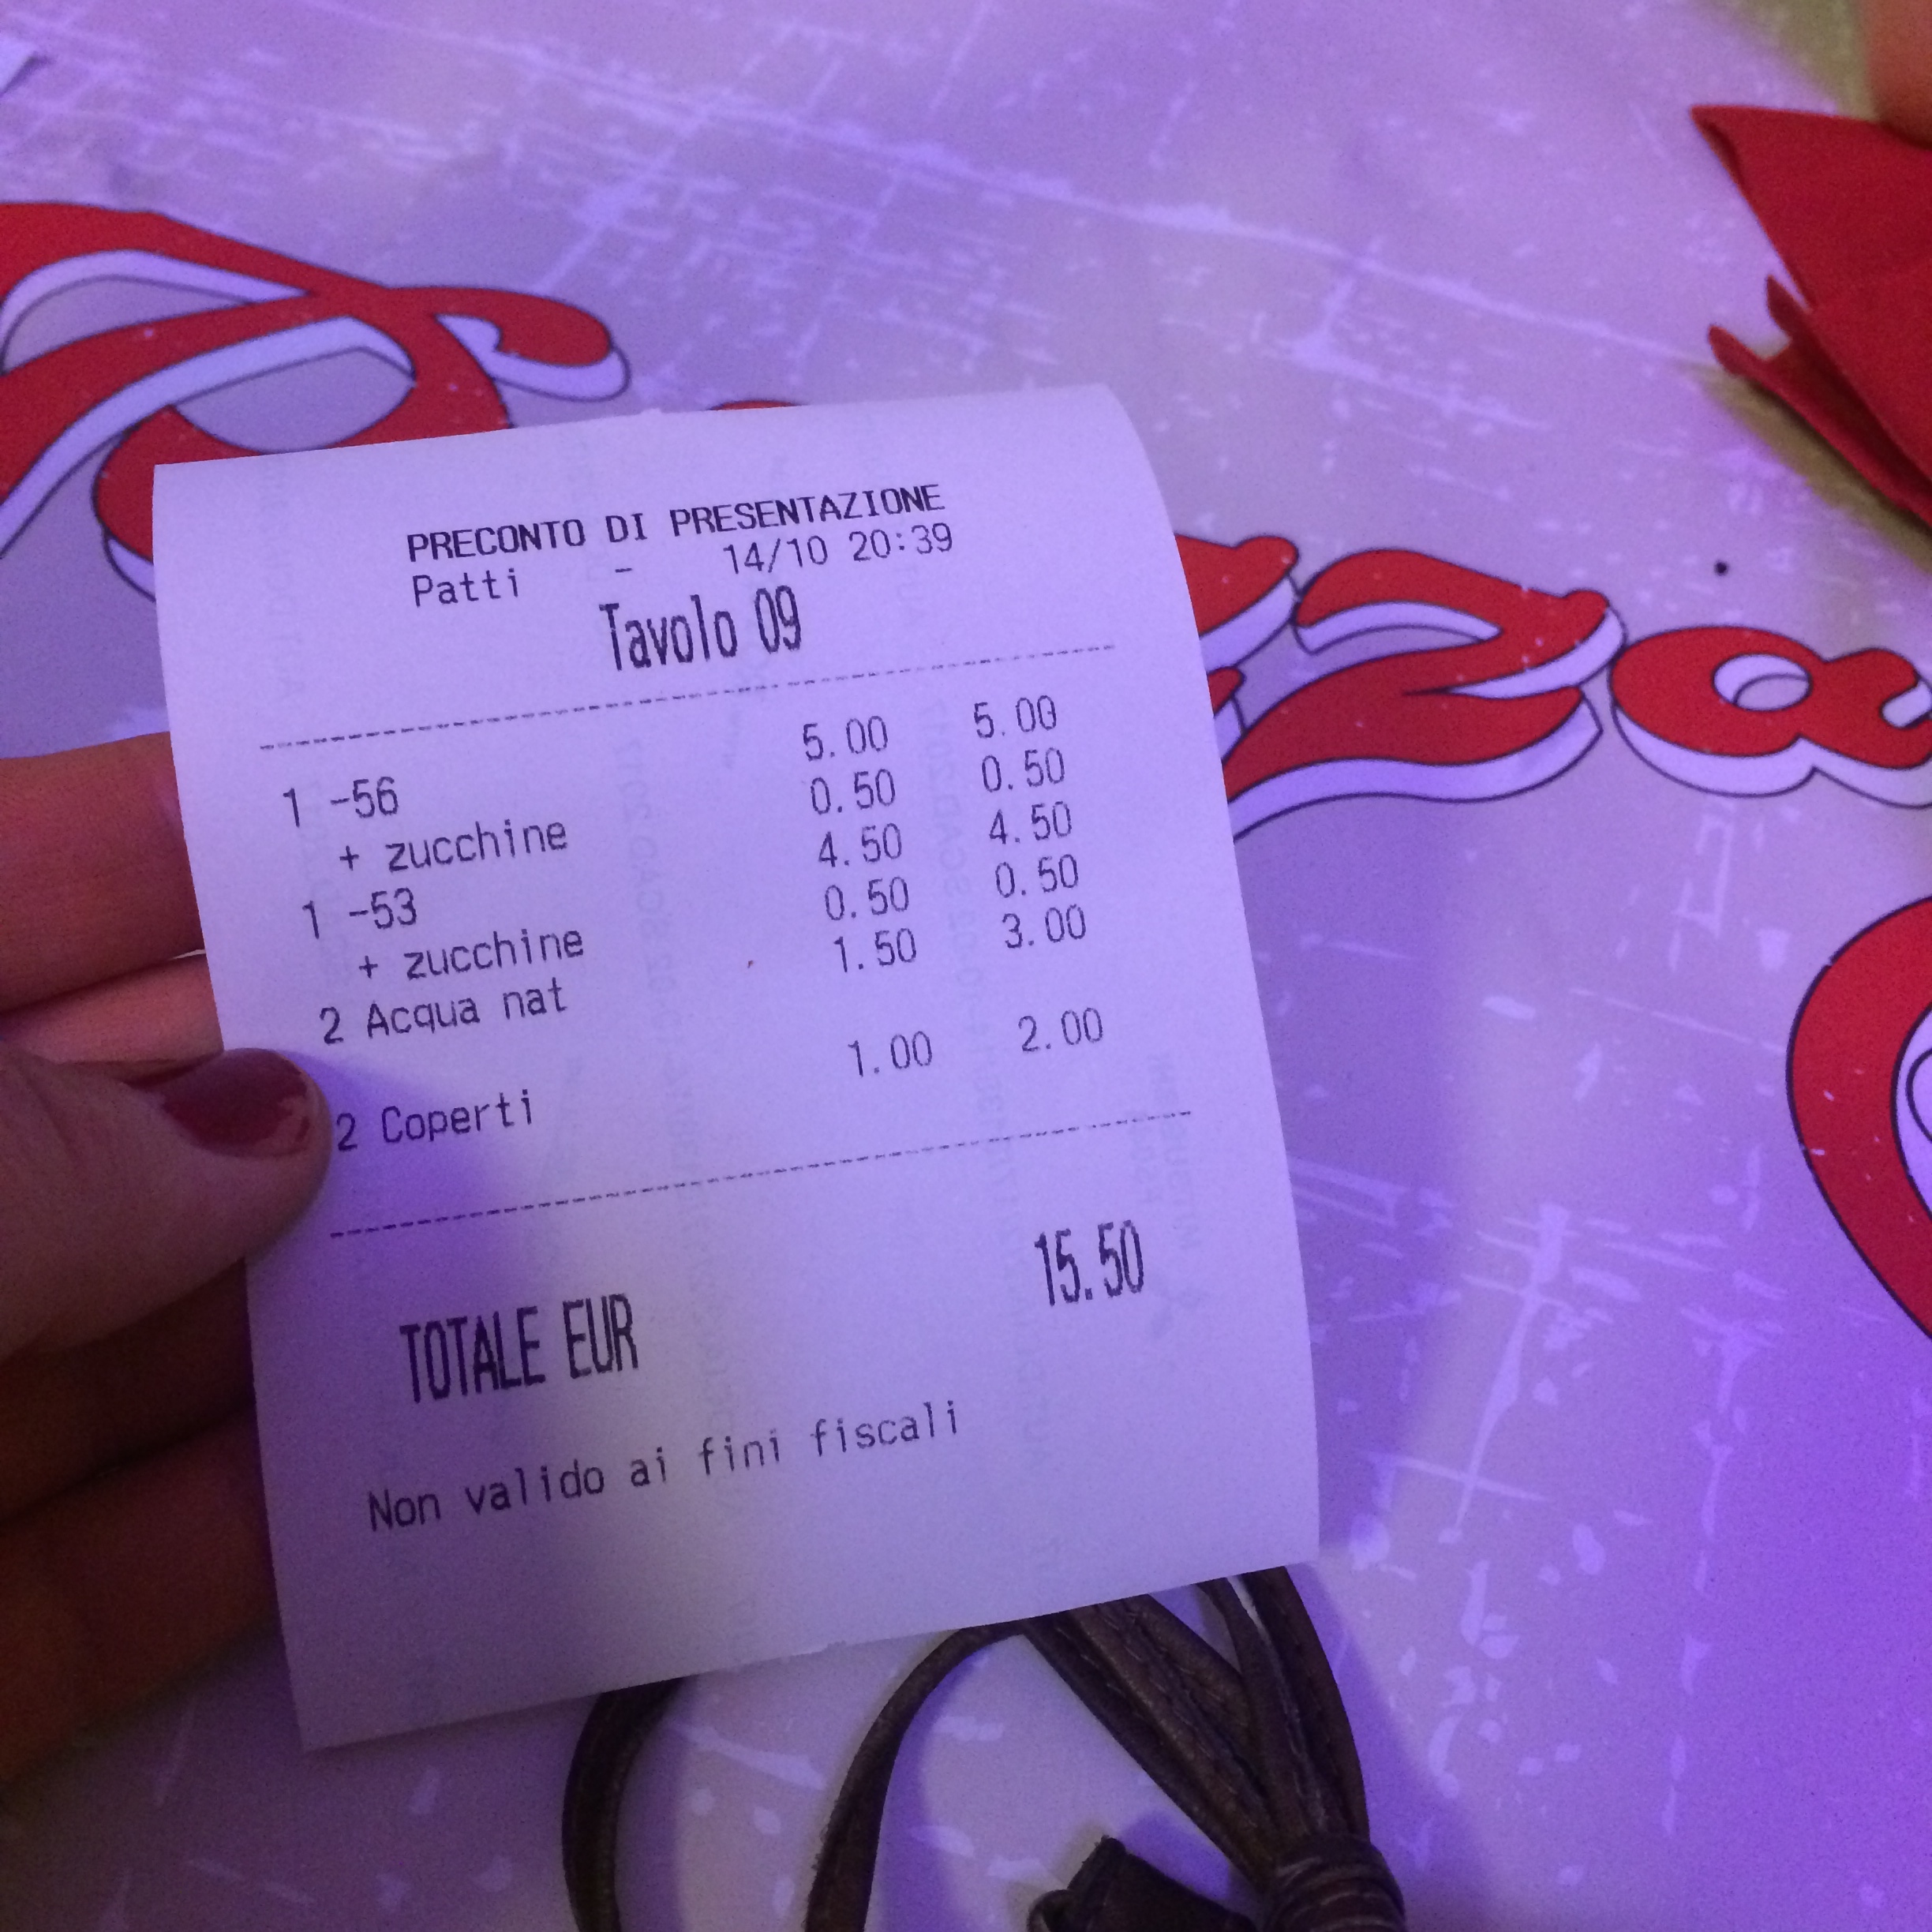 PRECONTO DI PRESENTAZIONE
Patti - 14/10 20:39
Tavolo 09
1 -56 5.00 5.00
+ zucchine 0.50 0.50
1 -53 4.50 4.50
+ zucchine 0.50 0.50
2 Acqua nat 1.50 3.00
2 Coperti 1.00 2.00
TOTALE EUR 15.50
Non valido ai fini fiscali